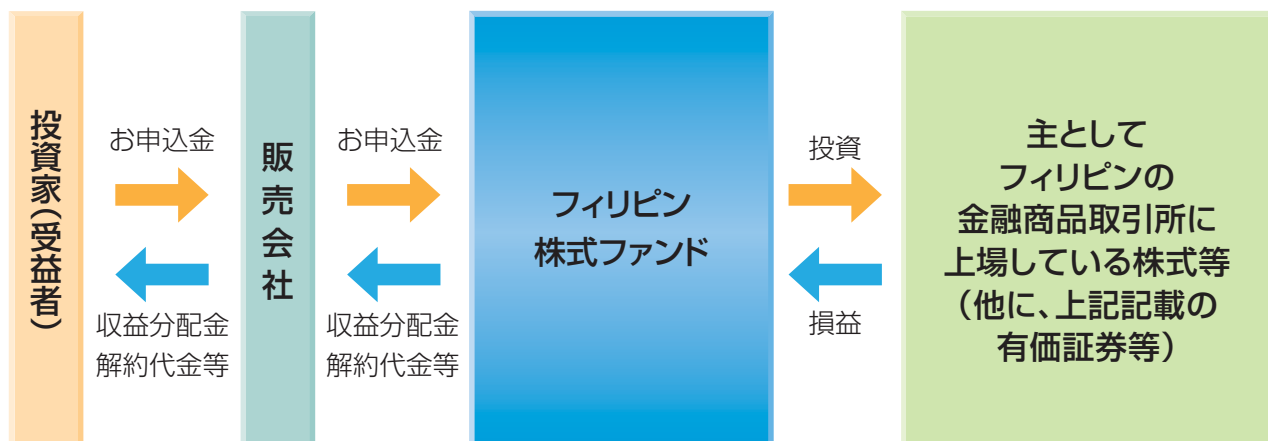 投資家(受益者)
お申込金
収益分配金
解約代金等
販売会社
お申込金
収益分配金
解約代金等
フィリピン
株式ファンド
投資
損益
主として
フィリピンの
金融商品取引所に
上場している株式等
(他に、上記記載の
有価証券等)